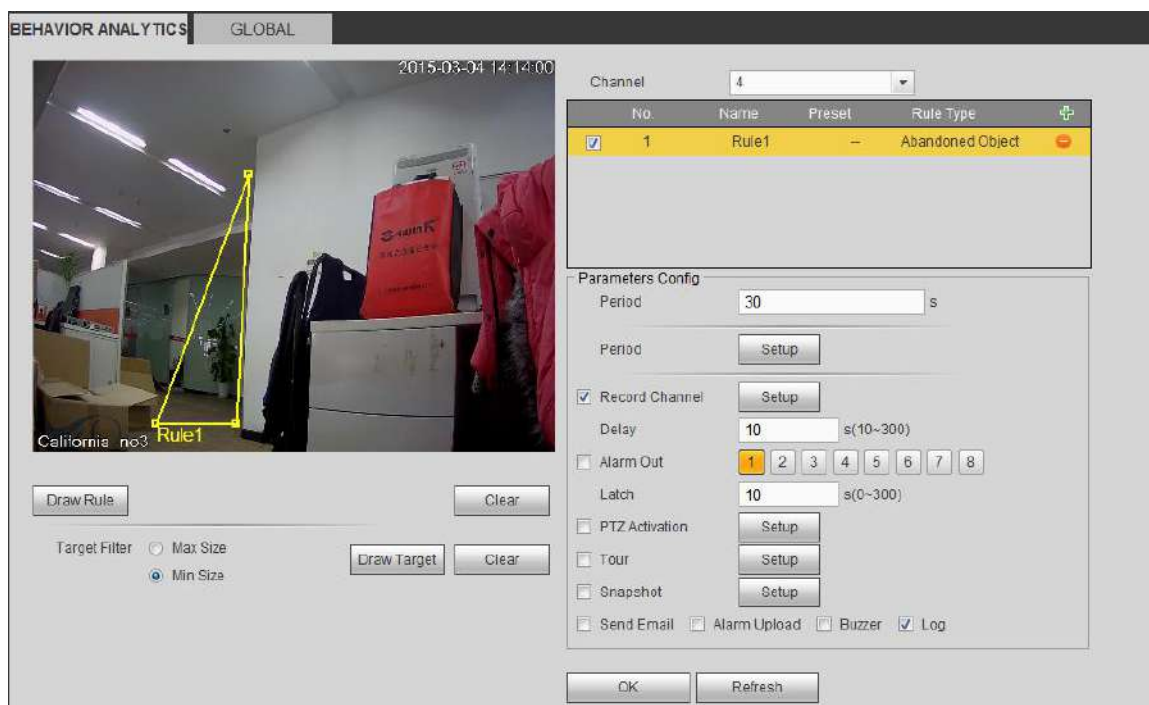 BEHAVIOR ANALYTICS GLOBAL
2015-03-04 14:14:00
California no3 Rule1
Draw Rule Clear
Target Filter Max Size
Min Size
Draw Target Clear
Channel 4
No. Name Preset Rule Type
1 Rule1 -- Abandoned Object
Parameters Config
Period 30 s
Period Setup
Record Channel Setup
Delay 10 s(10~300)
Alarm Out 1 2 3 4 5 6 7 8
Latch 10 s(0~300)
PTZ Activation Setup
Tour Setup
Snapshot Setup
Send Email Alarm Upload Buzzer Log
OK Refresh